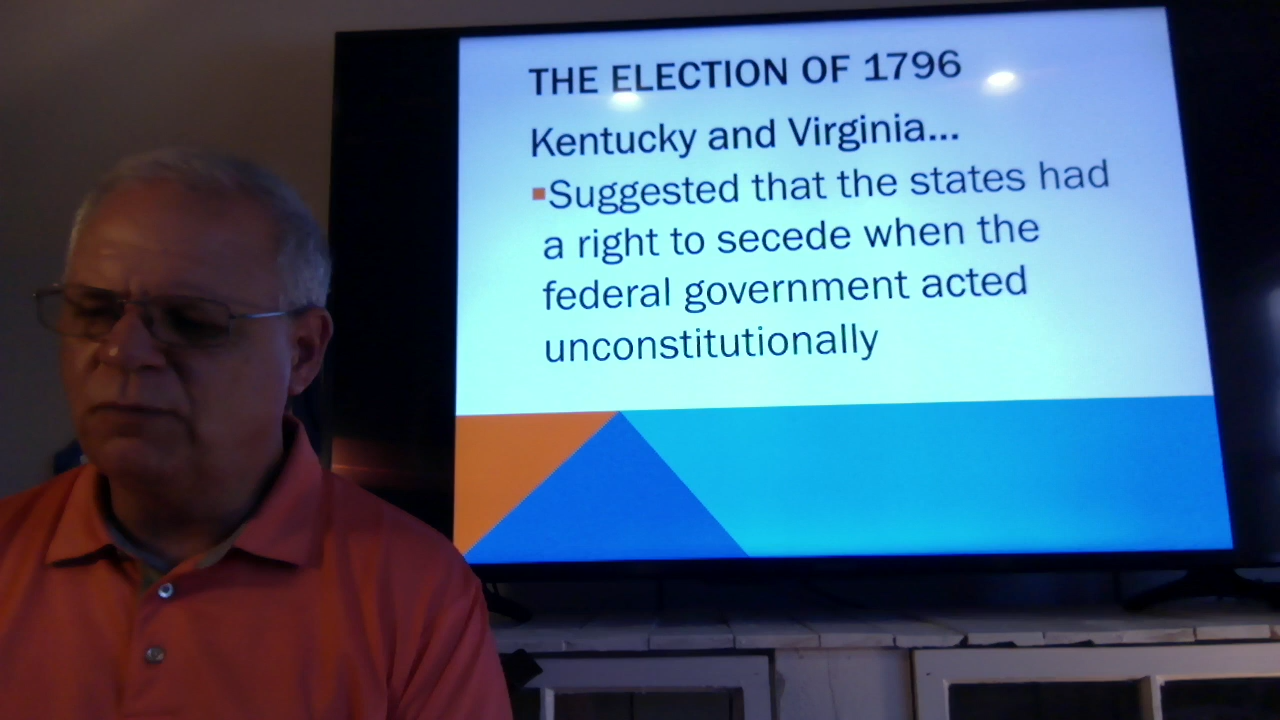 THE ELECTION OF 1796
Kentucky and Virginia...
▪Suggested that the states had
a right to secede when the
federal government acted
unconstitutionally